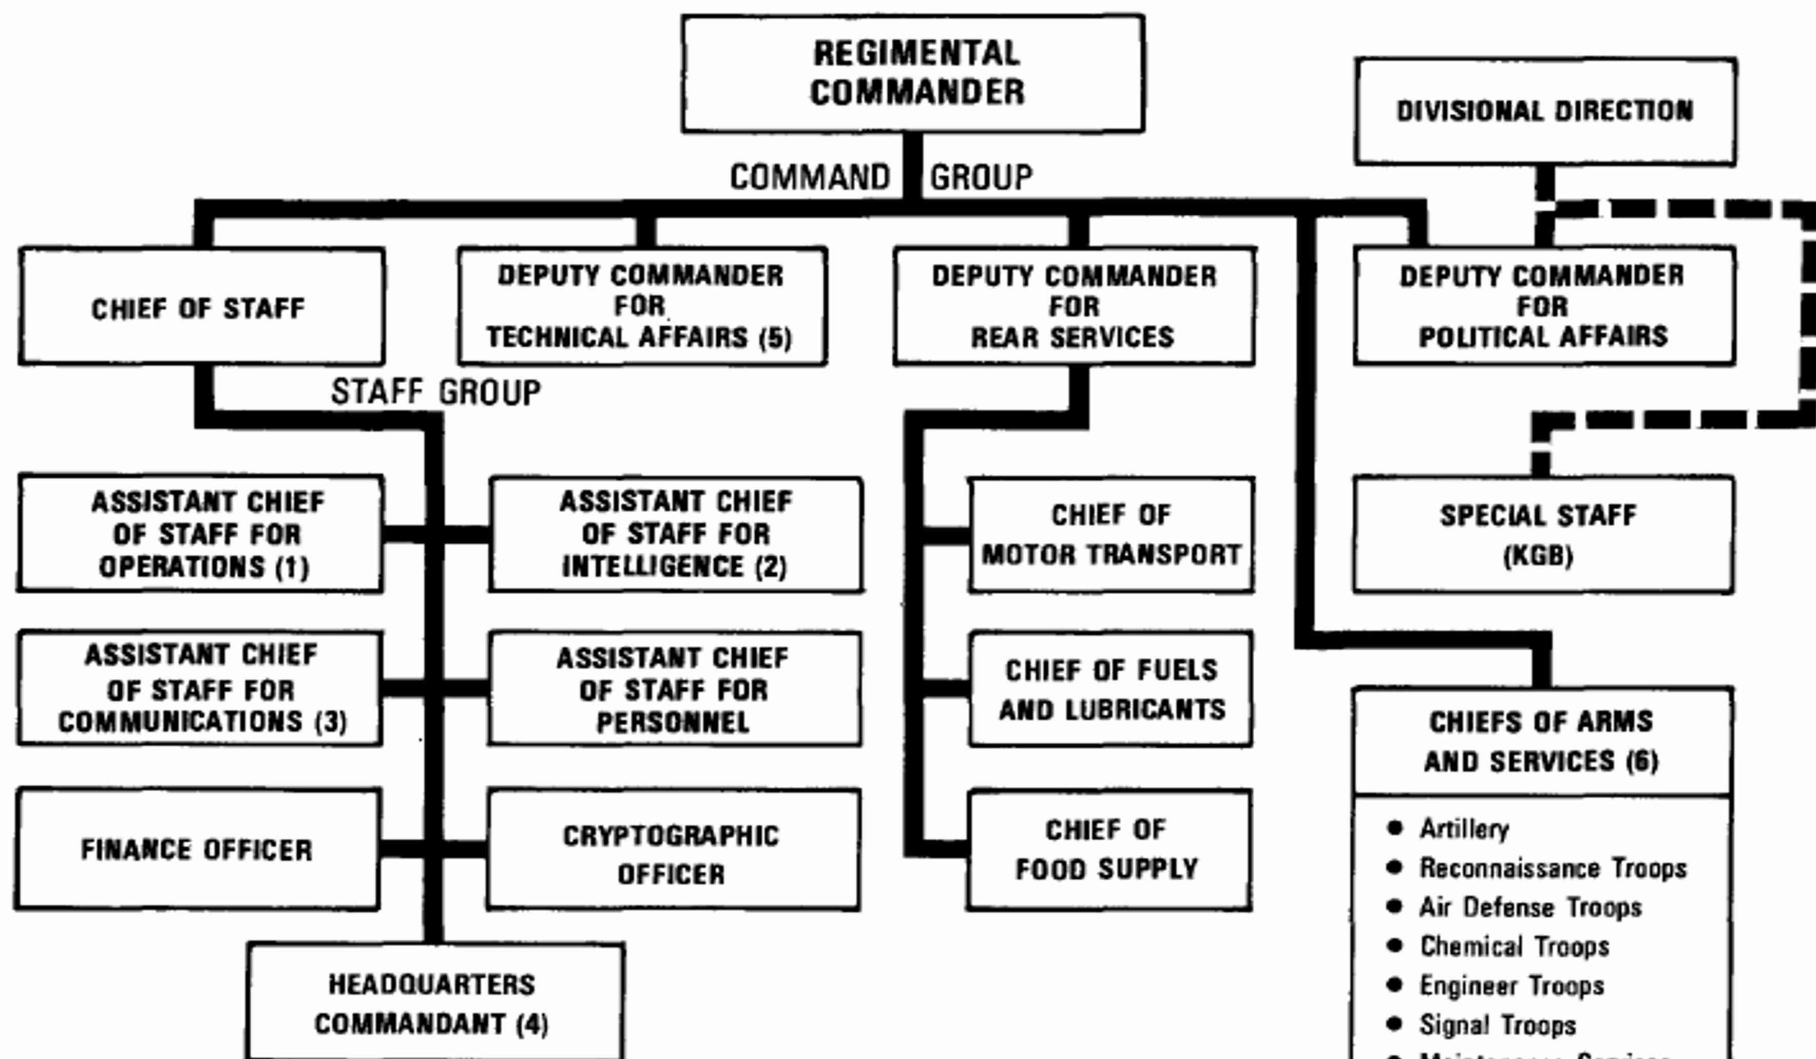 REGIMENTAL
COMMANDER
DIVISIONAL DIRECTION
COMMAND GROUP
CHIEF OF STAFF
DEPUTY COMMANDER
FOR
TECHNICAL AFFAIRS (5)
DEPUTY COMMANDER
FOR
REAR SERVICES
DEPUTY COMMANDER
FOR
POLITICAL AFFAIRS
STAFF GROUP
ASSISTANT CHIEF
OF STAFF FOR
OPERATIONS (1)
ASSISTANT CHIEF
OF STAFF FOR
INTELLIGENCE (2)
CHIEF OF
MOTOR TRANSPORT
SPECIAL STAFF
(KGB)
ASSISTANT CHIEF
OF STAFF FOR
COMMUNICATIONS (3)
ASSISTANT CHIEF
OF STAFF FOR
PERSONNEL
CHIEF OF FUELS
AND LUBRICANTS
CHIEFS OF ARMS
AND SERVICES (6)
FINANCE OFFICER
CRYPTOGRAPHIC
OFFICER
CHIEF OF
FOOD SUPPLY
• Artillery
• Reconnaissance Troops
• Air Defense Troops
• Chemical Troops
• Engineer Troops
• Signal Troops
HEADQUARTERS
COMMANDANT (4)